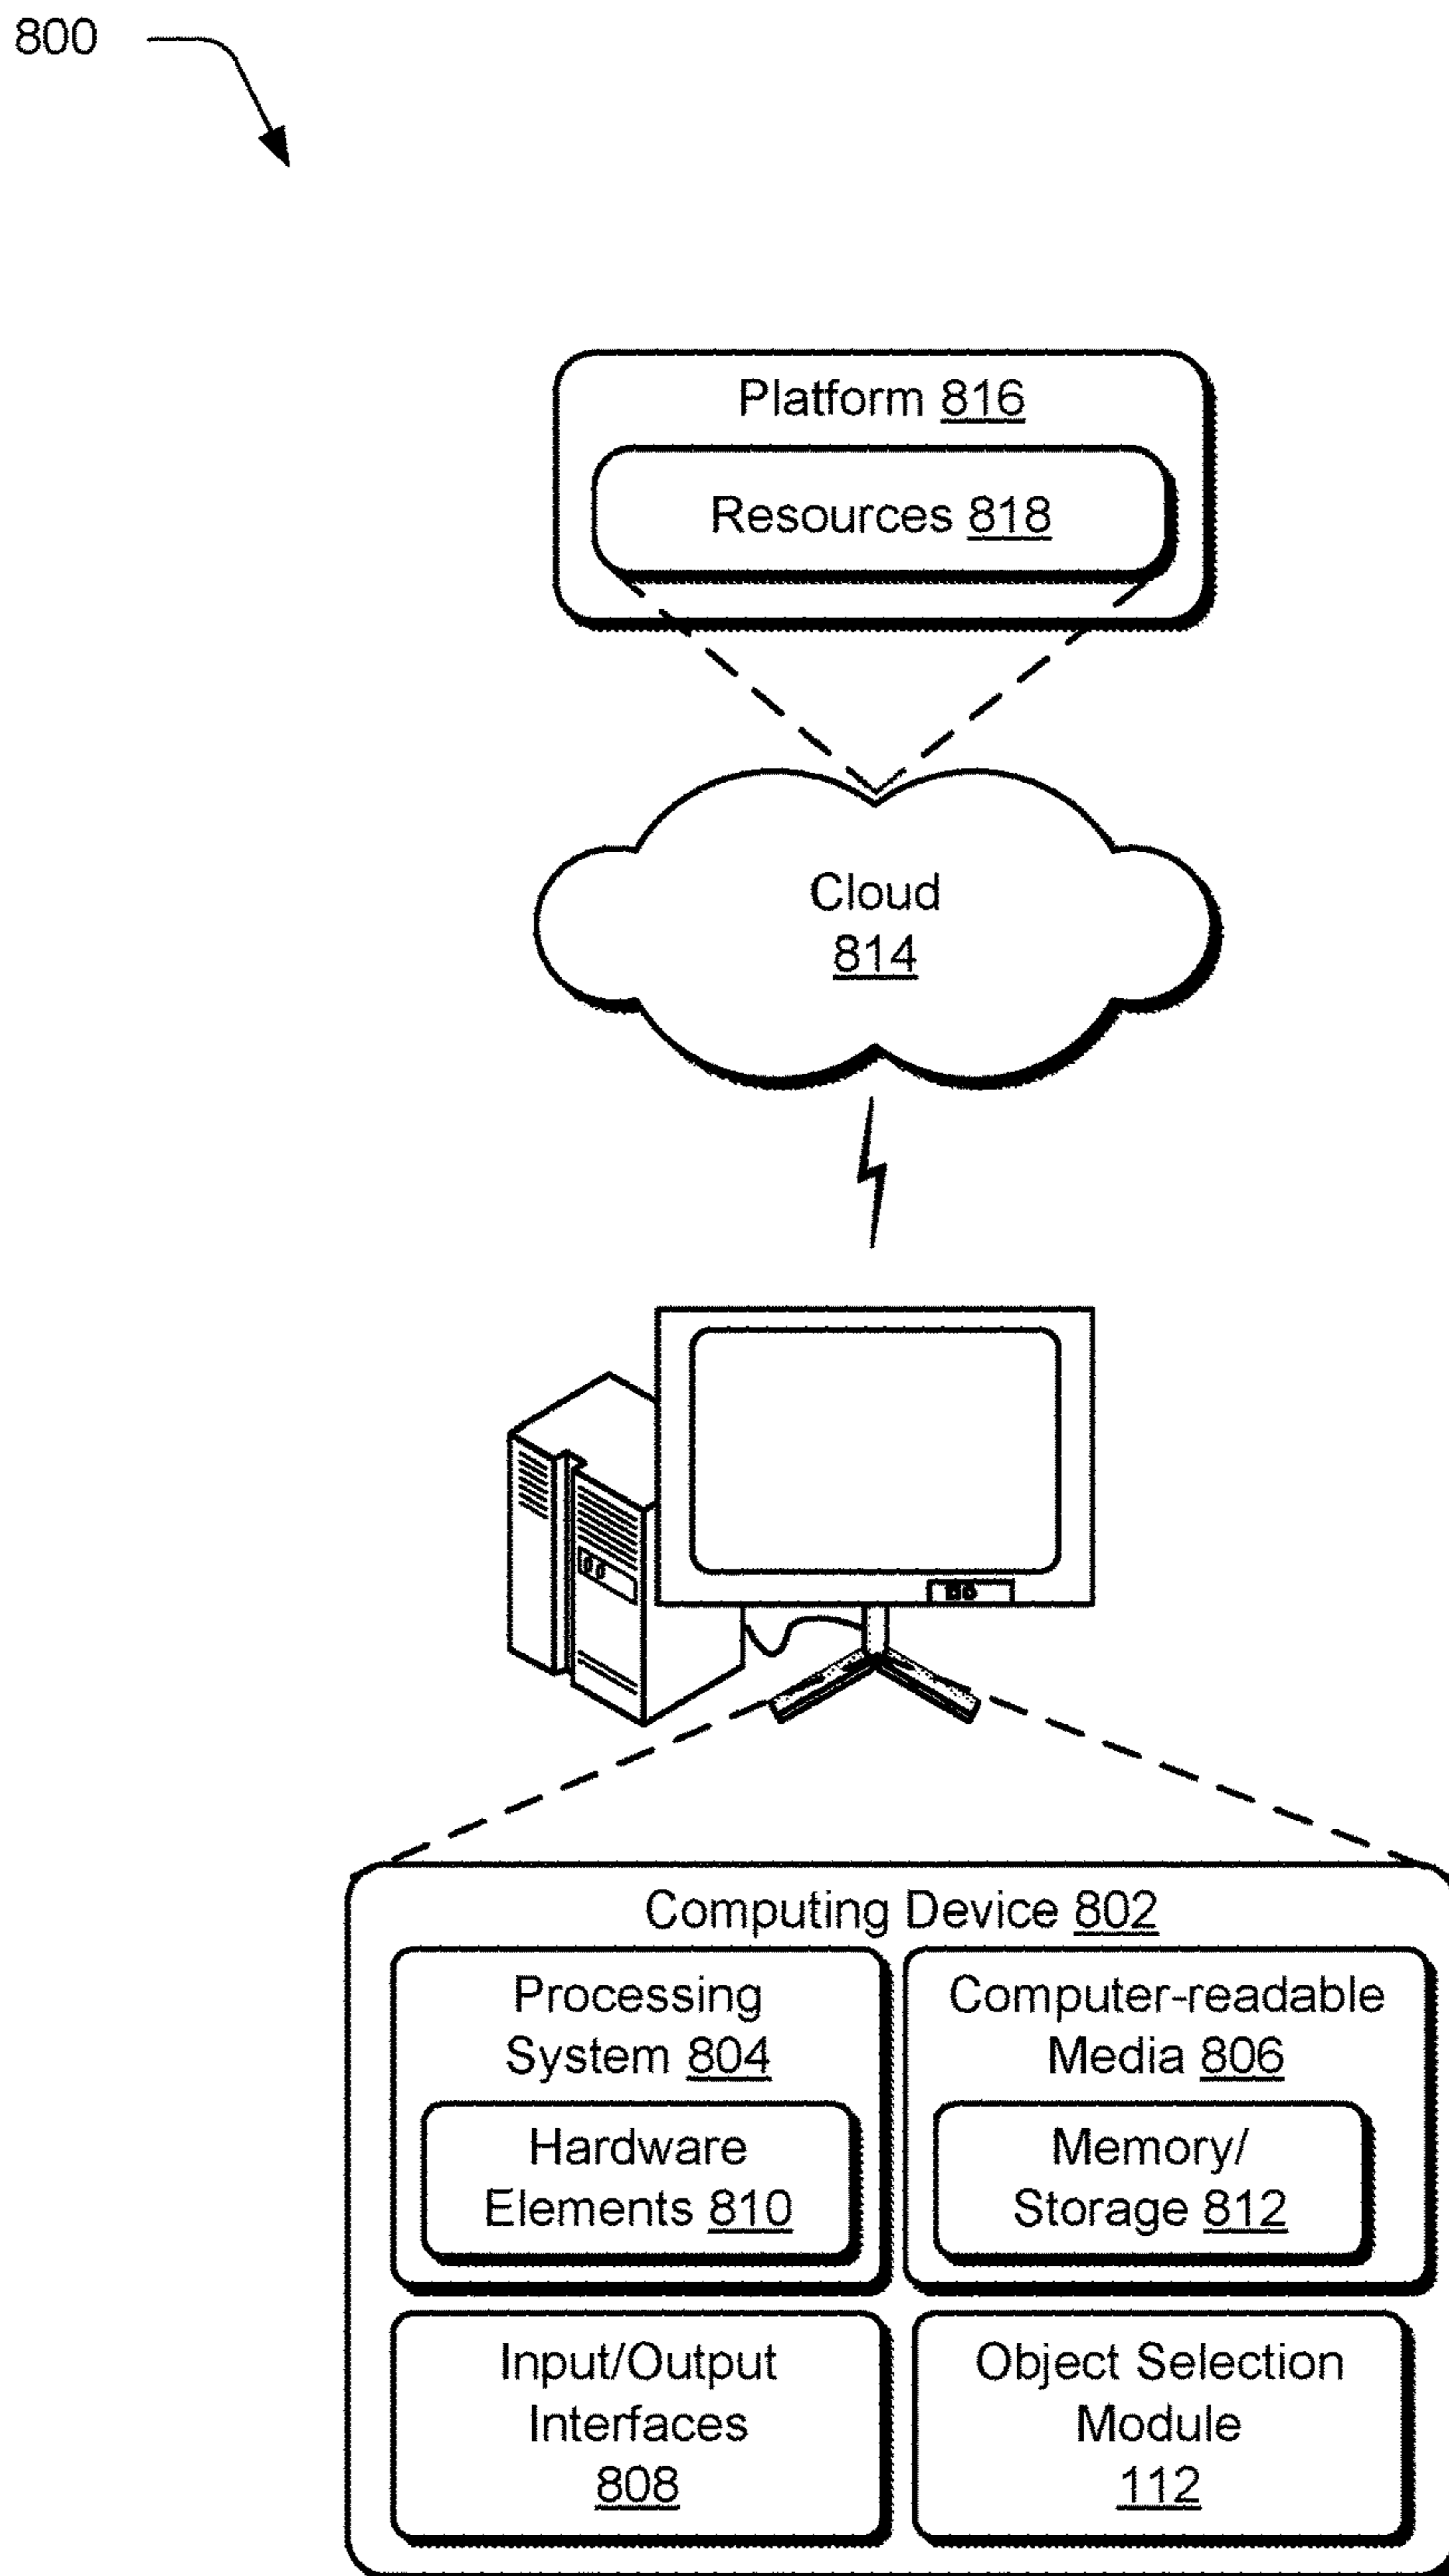 800
Platform 816
Resources 818
Cloud
814
Computing Device 802
Processing
System 804
Hardware
Elements 810
Computer-readable
Media 806
Memory/
Storage 812
Input/Output
Interfaces
808
Object Selection
Module
112